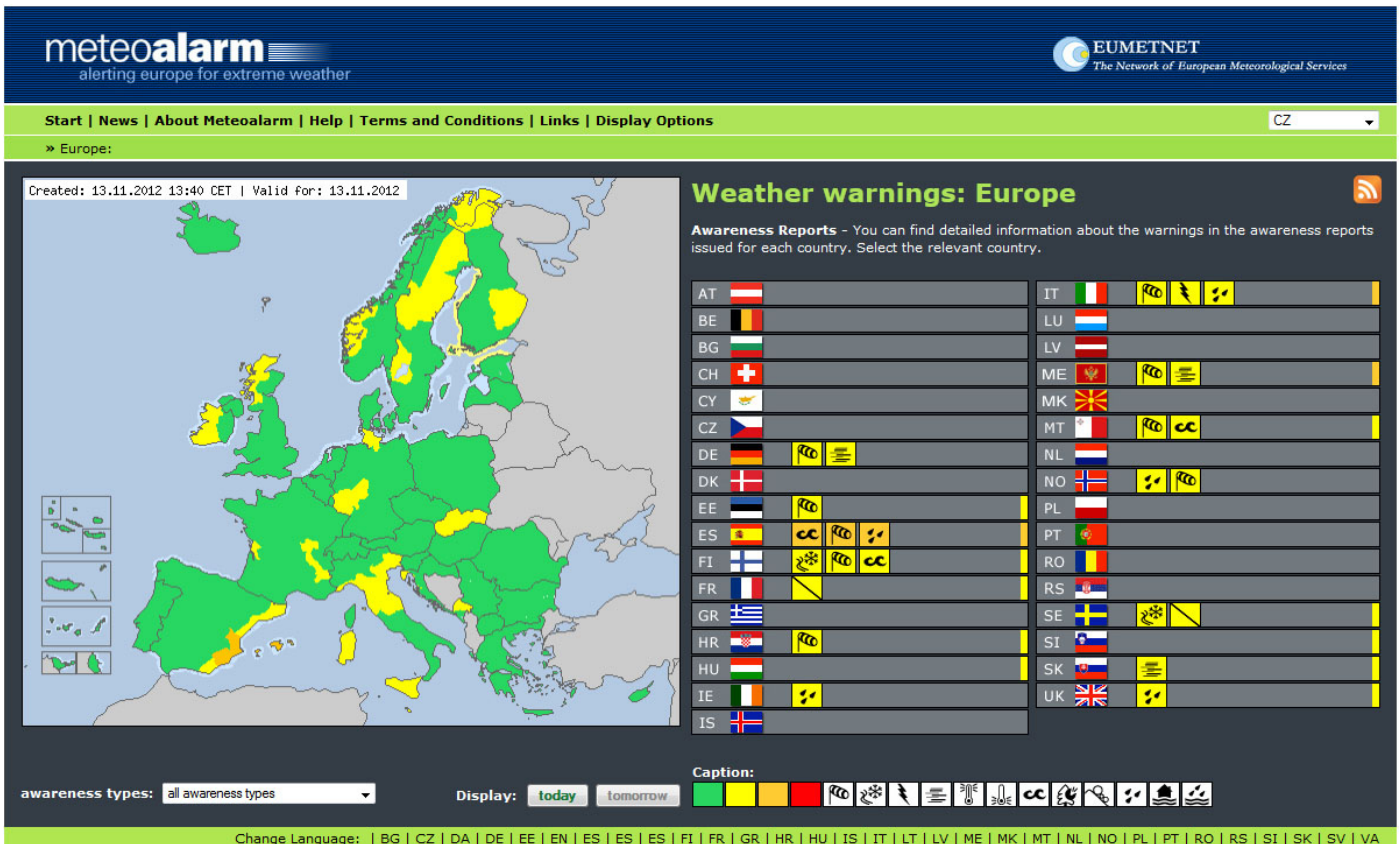 meteoalarm
alerting europe for extreme weather
EUMETNET
The Network of European Meteorological Services
Start | News | About Meteoalarm | Help | Terms and Conditions | Links | Display Options
CZ
» Europe:
Created: 13.11.2012 13:40 CET | Valid for: 13.11.2012
Weather warnings: Europe
Awareness Reports - You can find detailed information about the warnings in the awareness reports
issued for each country. Select the relevant country.
AT
BE
BG
CH
CY
CZ
DE
DK
EE
ES
FI
FR
GR
HR
HU
IE
IS
IT
LU
LV
ME
MK
MT
NL
NO
PL
PT
RO
RS
SE
SI
SK
UK
awareness types: all awareness types
Display: today tomorrow
Caption:
Change Language: | BG | CZ | DA | DE | EE | EN | ES | ES | ES | FI | FR | GR | HR | HU | IS | IT | LT | LV | ME | MK | MT | NL | NO | PL | PT | RO | RS | SI | SK | SV | VA